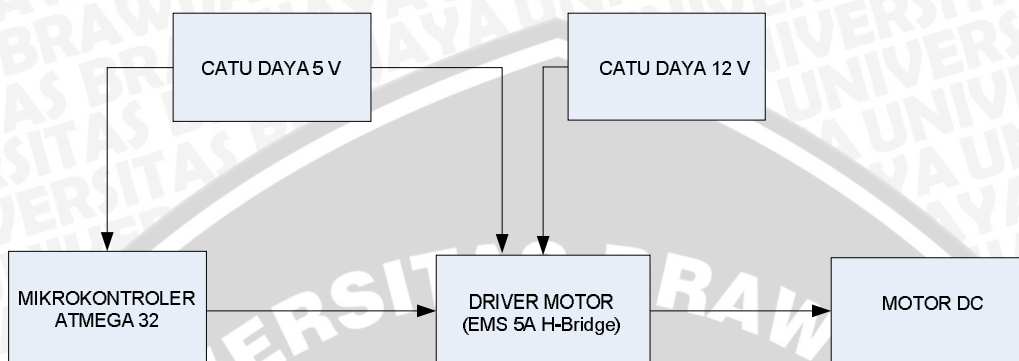 CATU DAYA 5 V
CATU DAYA 12 V
MIKROKONTROLER
ATMEGA 32
DRIVER MOTOR
(EMS 5A H-Bridge)
MOTOR DC